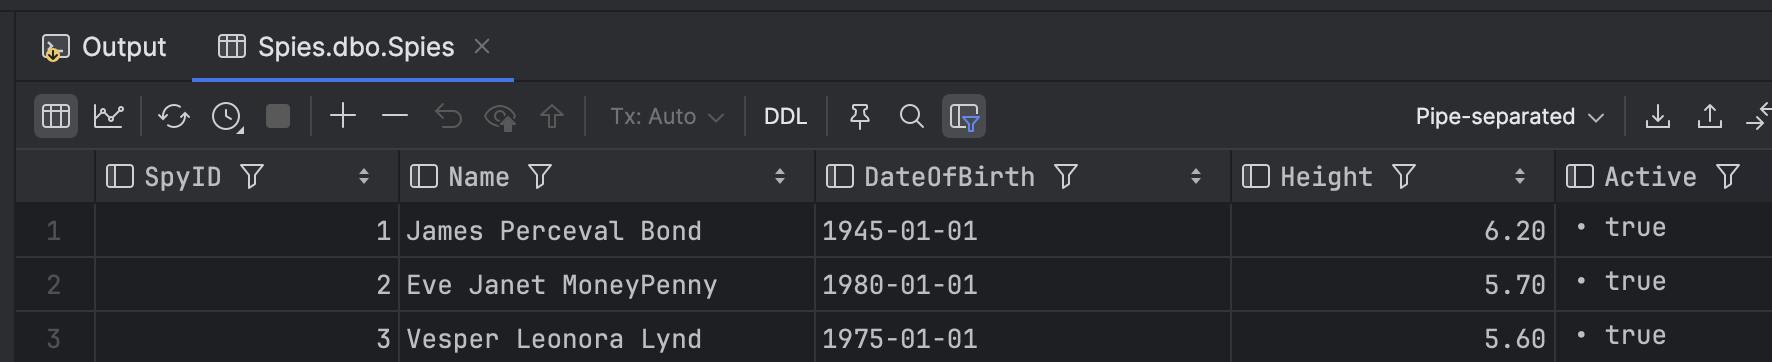 Output Spies.dbo.Spies
Tx: Auto DDL Pipe-separated
SpyID Name DateOfBirth Height Active
1 1 James Perceval Bond 1945-01-01 6.20 • true
2 2 Eve Janet MoneyPenny 1980-01-01 5.70 • true
3 3 Vesper Leonora Lynd 1975-01-01 5.60 • true